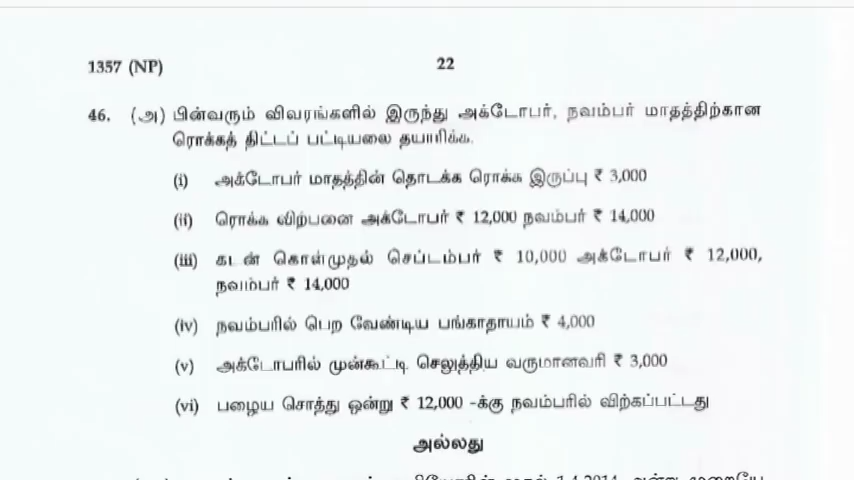 1357 (NP) 22
46. (அ) பின்வரும் விவரங்களில் இருந்து அக்டோபர், நவம்பர் மாதத்திற்கான
ரொக்கத் திட்டப் பட்டியலை தயாரிக்க.
(i) அக்டோபர் மாதத்தின் தொடக்க ரொக்க இருப்பு ₹ 3,000
(ii) ரொக்க விற்பனை அக்டோபர் ₹ 12,000 நவம்பர் ₹ 14,000
(iii) கடன் கொள்முதல் செப்டம்பர் ₹ 10,000 அக்டோபர் ₹ 12,000,
நவம்பர் ₹ 14,000
(iv) நவம்பரில் பெற வேண்டிய பங்காதாயம் ₹ 4,000
(v) அக்டோபரில் முன்கூட்டி செலுத்திய வருமானவரி ₹ 3,000
(vi) பழைய சொத்து ஒன்று ₹ 12,000 -க்கு நவம்பரில் விற்கப்பட்டது
அல்லது
1.4.2014